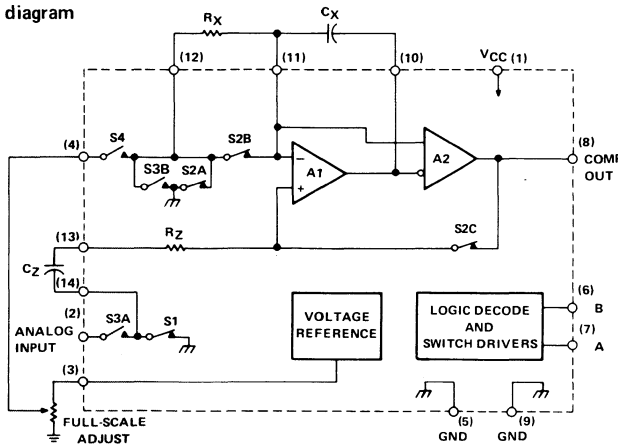 diagram
RX
CX
(12)
(11)
(10)
VCC (1)
(4)
S4
S2B
(8)
COMP
OUT
S3B
S2A
−
A1
+
A2
(13)
RZ
S2C
CZ
(14)
(6)
B
(2)
ANALOG
INPUT
S3A
S1
VOLTAGE
REFERENCE
LOGIC DECODE
AND
SWITCH DRIVERS
(7)
A
(3)
FULL-SCALE
ADJUST
(5)
GND
(9)
GND